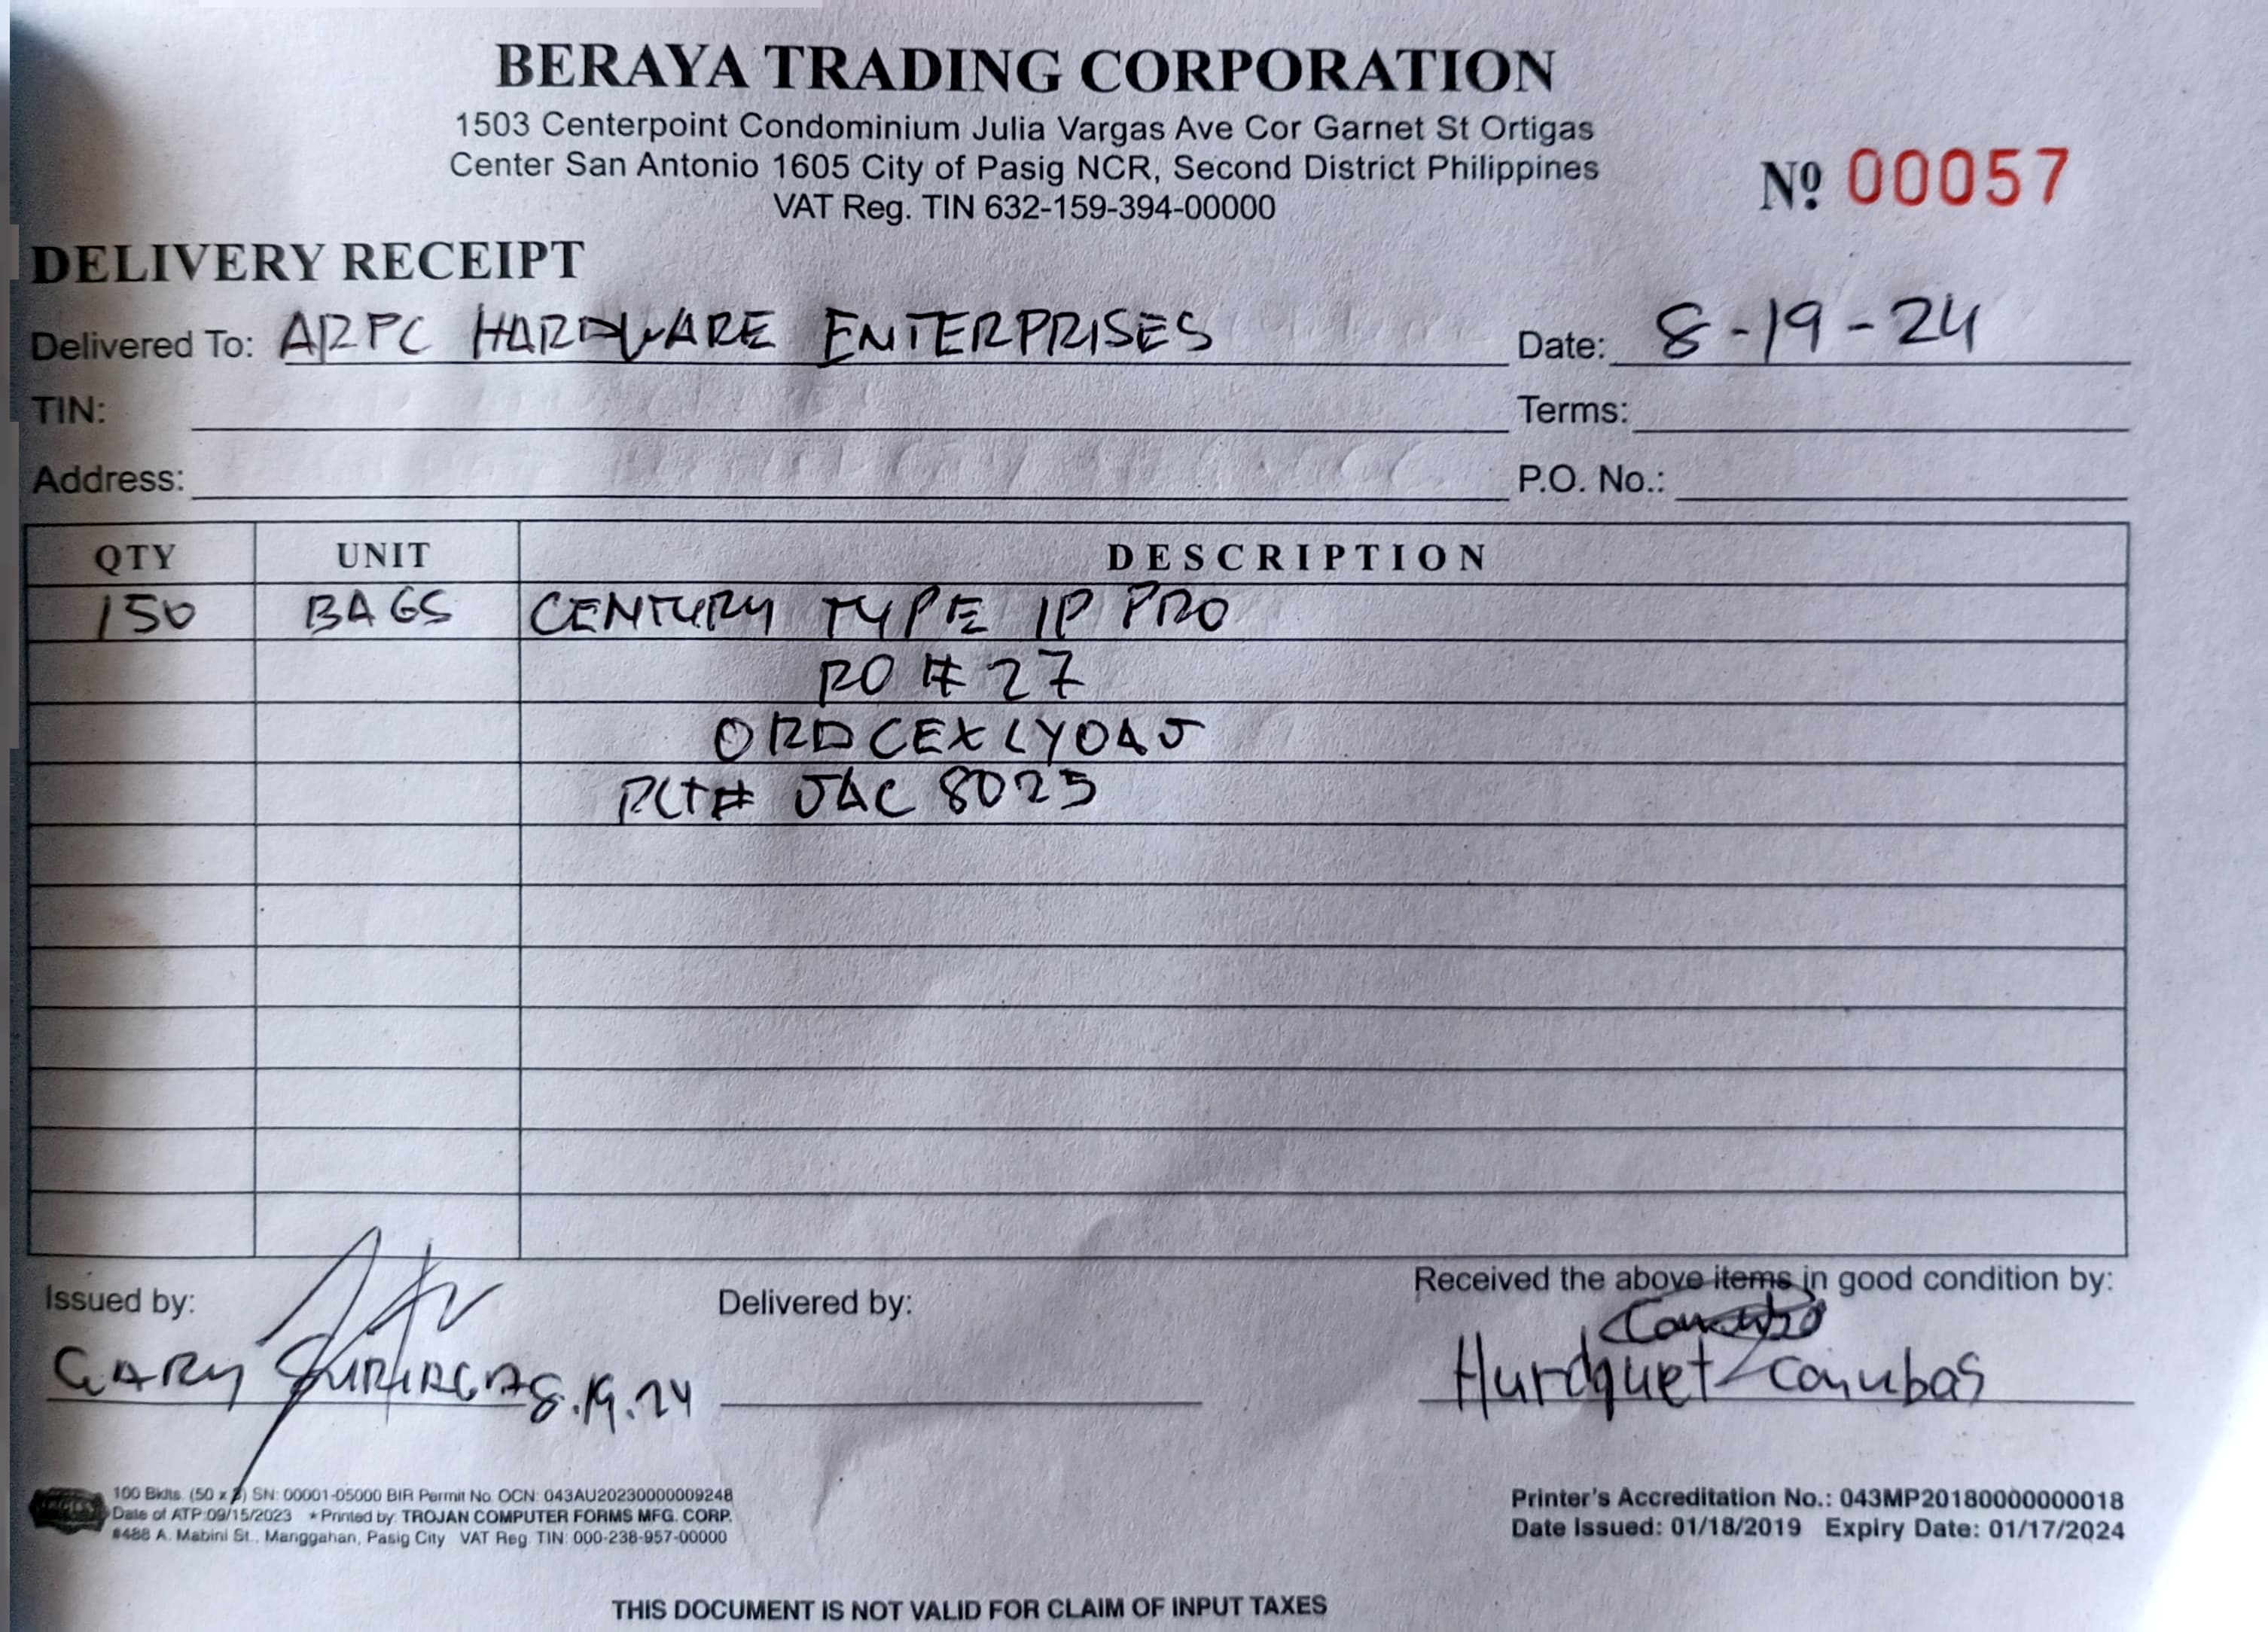 BERAYA TRADING CORPORATION
1503 Centerpoint Condominium Julia Vargas Ave Cor Garnet St Ortigas
Center San Antonio 1605 City of Pasig NCR, Second District Philippines
VAT Reg. TIN 632-159-394-00000
Nº 00057
DELIVERY RECEIPT
Delivered To: ARPC HARDWARE ENTERPRISES Date: 8-19-24
TIN: Terms:
Address: P.O. No.:
QTY UNIT DESCRIPTION
150 BAGS CENTURY TYPE IP PRO
PO # 27
ORDCEXLYOAJ
PLT# JAC 8025
Issued by: Delivered by: Received the above items in good condition by:
GARY 8.19.24 Canubas
100 Bklts. (50 x 3) SN: 00001-05000 BIR Permit No. OCN: 043AU20230000009248
Date of ATP:09/15/2023 * Printed by: TROJAN COMPUTER FORMS MFG. CORP.
#488 A. Mabini St., Manggahan, Pasig City VAT Reg. TIN: 000-238-957-00000
Printer's Accreditation No.: 043MP20180000000018
Date Issued: 01/18/2019 Expiry Date: 01/17/2024
THIS DOCUMENT IS NOT VALID FOR CLAIM OF INPUT TAXES